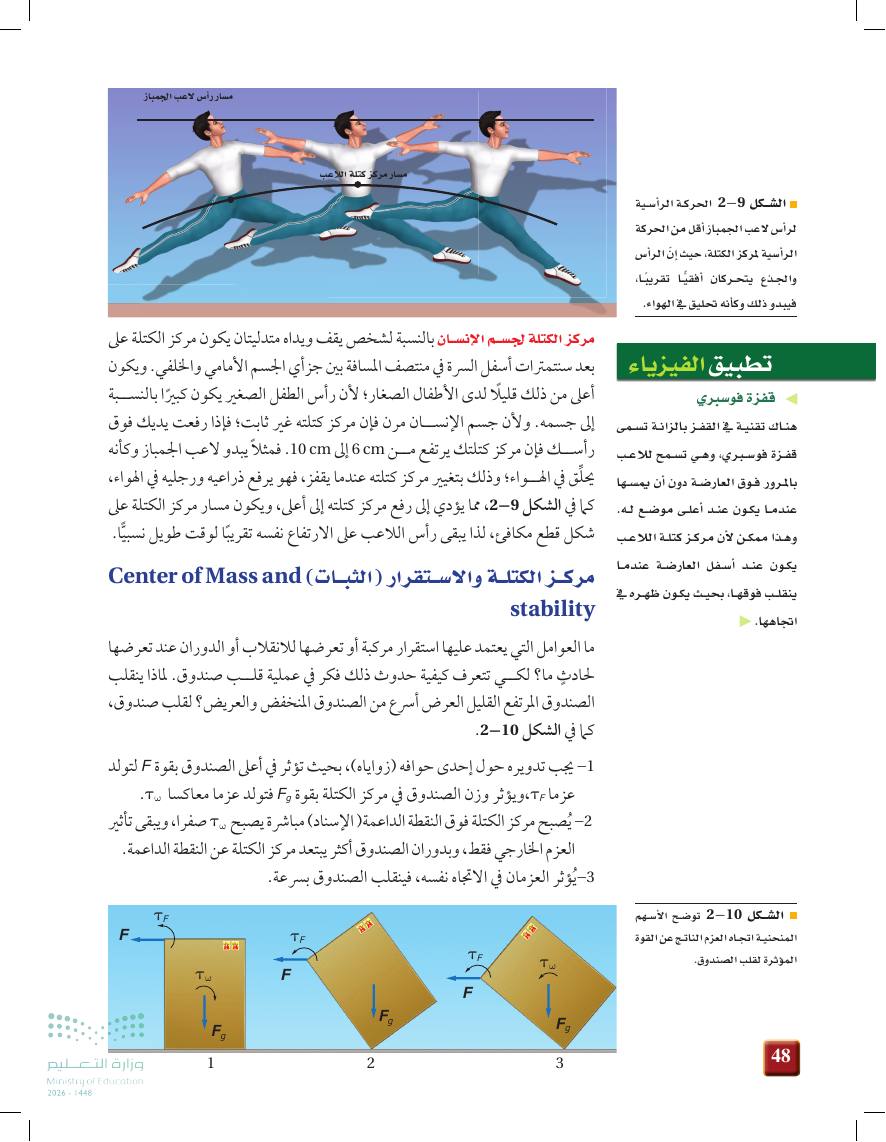 مسار رأس لاعب الجمباز
مسار مركز كتلة اللاعب
الشكل 9–2 الحركة الرأسية
لرأس لاعب الجمباز أقل من الحركة
الرأسية لمركز الكتلة، حيث إنّ الرأس
والجذع يتحركان أفقيًّا تقريبًا،
فيبدو ذلك وكأنه تحليق في الهواء.
مركز الكتلة لجسم الإنسان بالنسبة لشخص يقف ويداه متدليتان يكون مركز الكتلة على
بعد سنتمترات أسفل السرة في منتصف المسافة بين جزأي الجسم الأمامي والخلفي. ويكون
أعلى من ذلك قليلًا لدى الأطفال الصغار؛ لأن رأس الطفل الصغير يكون كبيرًا بالنسبة
إلى جسمه. ولأن جسم الإنسان مرن فإن مركز كتلته غير ثابت؛ فإذا رفعت يديك فوق
رأسك فإن مركز كتلتك يرتفع من 6 cm إلى 10 cm. فمثلاً يبدو لاعب الجمباز وكأنه
يحلِّق في الهواء؛ وذلك بتغيير مركز كتلته عندما يقفز، فهو يرفع ذراعيه ورجليه في الهواء،
كما في الشكل 9–2، مما يؤدي إلى رفع مركز كتلته إلى أعلى، ويكون مسار مركز الكتلة على
شكل قطع مكافئ، لذا يبقى رأس اللاعب على الارتفاع نفسه تقريبًا لوقت طويل نسبيًّا.
تطبيق الفيزياء
قفزة فوسبري
هناك تقنية في القفز بالزانة تسمى
قفزة فوسبري، وهي تسمح للاعب
بالمرور فوق العارضة دون أن يمسها
عندما يكون عند أعلى موضع له.
وهذا ممكن لأن مركز كتلة اللاعب
يكون عند أسفل العارضة عندما
ينقلب فوقها، بحيث يكون ظهره في
اتجاهها.
مركز الكتلة والاستقرار (الثبات) Center of Mass and
stability
ما العوامل التي يعتمد عليها استقرار مركبة أو تعرضها للانقلاب أو الدوران عند تعرضها
لحادثٍ ما؟ لكي تتعرف كيفية حدوث ذلك فكر في عملية قلب صندوق. لماذا ينقلب
الصندوق المرتفع القليل العرض أسرع من الصندوق المنخفض والعريض؟ لقلب صندوق،
كما في الشكل 10–2.
1– يجب تدويره حول إحدى حوافه (زواياه)، بحيث تؤثر في أعلى الصندوق بقوة F لتولد
عزما τF،ويؤثر وزن الصندوق في مركز الكتلة بقوة Fg فتولد عزما معاكسا τω.
2– يُصبح مركز الكتلة فوق النقطة الداعمة( الإسناد) مباشرة يصبح τω صفرا، ويبقى تأثير
العزم الخارجي فقط، وبدوران الصندوق أكثر يبتعد مركز الكتلة عن النقطة الداعمة.
3–يُؤثر العزمان في الاتجاه نفسه، فينقلب الصندوق بسرعة.
الشكل 10–2 توضح الأسهم
المنحنية اتجاه العزم الناتج عن القوة
المؤثرة لقلب الصندوق.
τF
F
τω
Fg
1
τF
F
Fg
2
τF
F
τω
Fg
3
وزارة التعليم
Ministry of Education
2026 - 1448
48